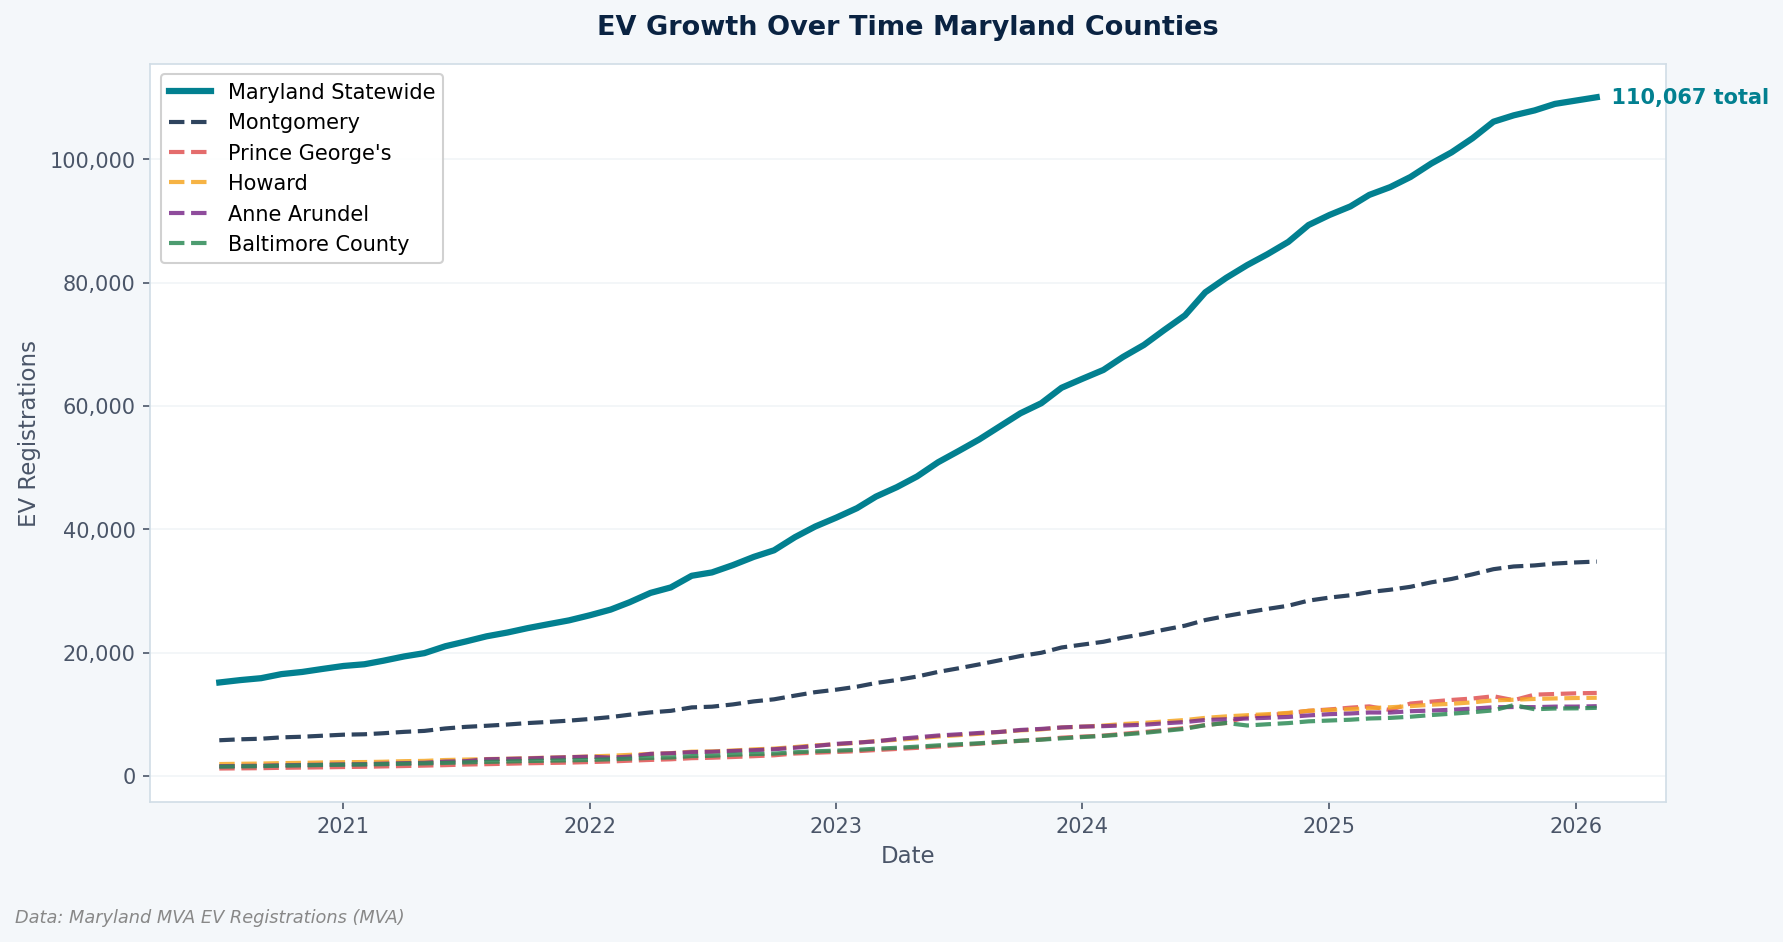 EV Growth Over Time Maryland Counties
Maryland Statewide
Montgomery
Prince George's
Howard
Anne Arundel
Baltimore County
110,067 total
EV Registrations
100,000
80,000
60,000
40,000
20,000
0
2021
2022
2023
2024
2025
2026
Date
Data: Maryland MVA EV Registrations (MVA)